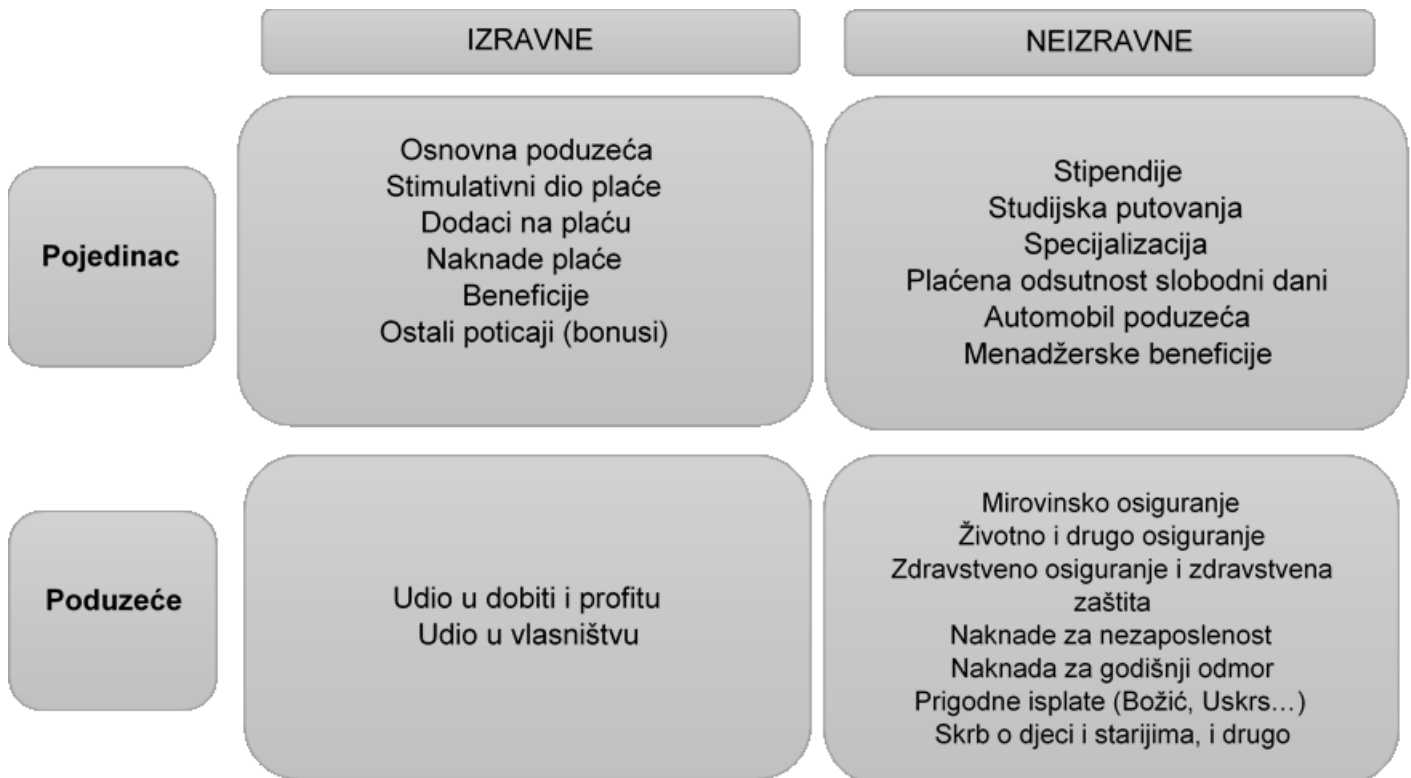 IZRAVNE
NEIZRAVNE
Pojedinac
Osnovna poduzeća
Stimulativni dio plaće
Dodaci na plaću
Naknade plaće
Beneficije
Ostali poticaji (bonusi)
Stipendije
Studijska putovanja
Specijalizacija
Plaćena odsutnost slobodni dani
Automobil poduzeća
Menadžerske beneficije
Poduzeće
Udio u dobiti i profitu
Udio u vlasništvu
Mirovinsko osiguranje
Životno i drugo osiguranje
Zdravstveno osiguranje i zdravstvena
zaštita
Naknade za nezaposlenost
Naknada za godišnji odmor
Prigodne isplate (Božić, Uskrs…)
Skrb o djeci i starijima, i drugo